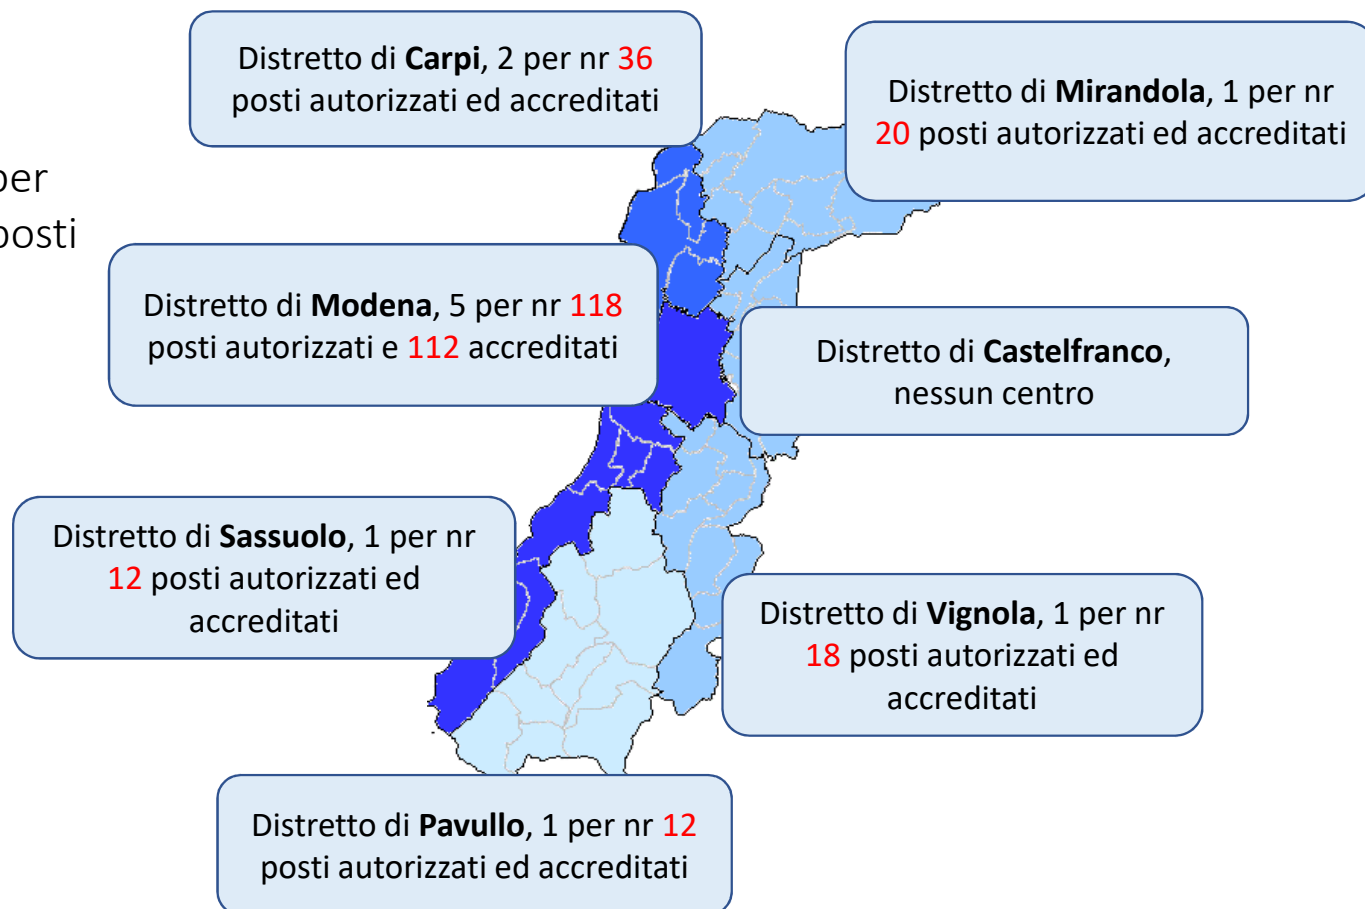 Distretto di Carpi, 2 per nr 36
posti autorizzati ed accreditati
Distretto di Mirandola, 1 per nr
20 posti autorizzati ed accreditati
per
posti
Distretto di Modena, 5 per nr 118
posti autorizzati e 112 accreditati
Distretto di Castelfranco,
nessun centro
Distretto di Sassuolo, 1 per nr
12 posti autorizzati ed
accreditati
Distretto di Vignola, 1 per nr
18 posti autorizzati ed
accreditati
Distretto di Pavullo, 1 per nr 12
posti autorizzati ed accreditati